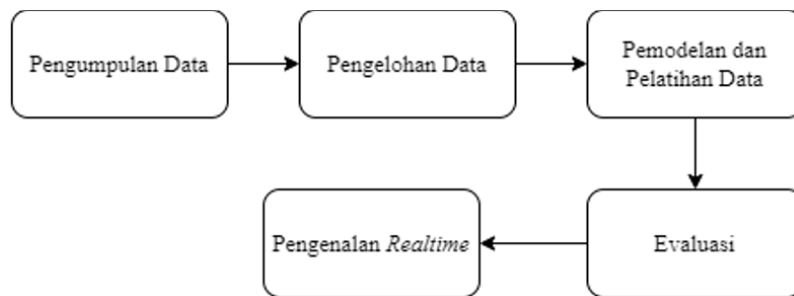 Pengumpulan Data
Pengelohan Data
Pemodelan dan
Pelatihan Data
Evaluasi
Pengenalan Realtime